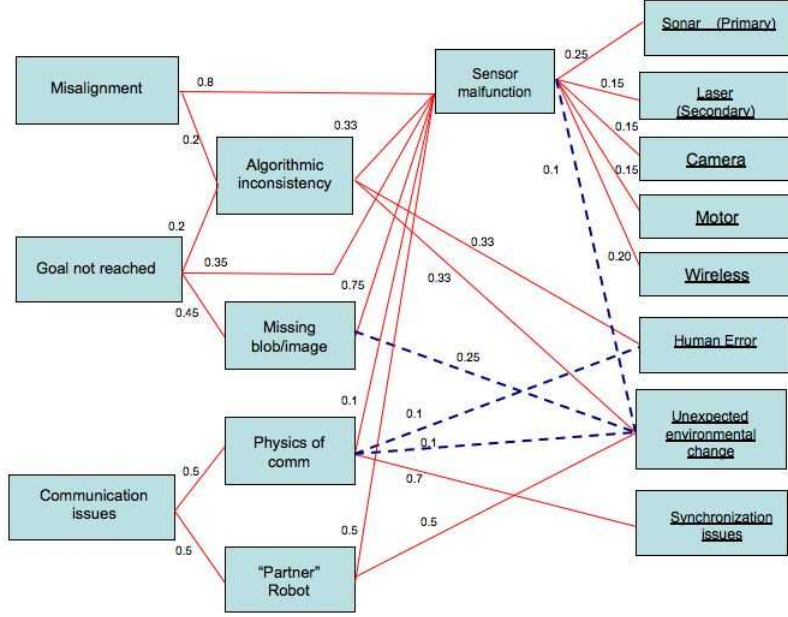 Sonar (Primary)
Sensor
malfunction
0.25
Misalignment
0.8
0.15
Laser
(Secondary)
0.33
0.15
0.2
Algorithmic
inconsistency
0.1
Camera
0.15
Motor
0.2
0.33
Goal not reached
0.35
0.20
Wireless
0.33
0.75
0.45
Missing
blob/image
Human Error
0.25
0.1
0.1
Unexpected
environmental
change
Physics of
comm
0.1
0.5
0.7
Communication
issues
Synchronization
issues
0.5
0.5
0.5
“Partner”
Robot